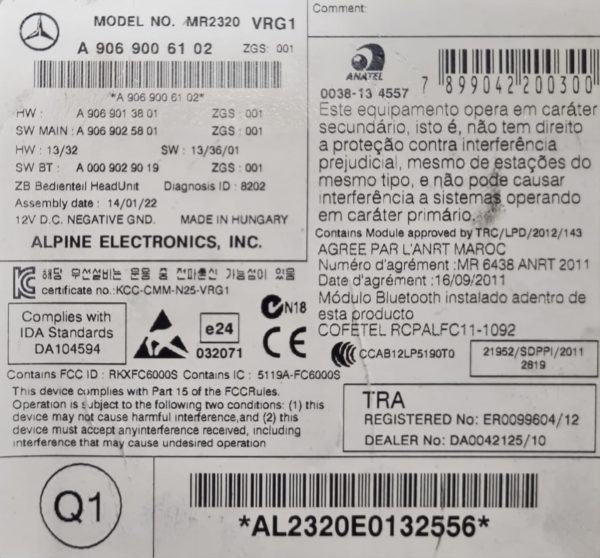 MODEL NO. MR2320 VRG1
A 906 900 61 02 ZGS: 001
*A 906 900 61 02*
HW : A 906 901 38 01 ZGS : 001
SW MAIN : A 906 902 58 01 ZGS : 001
HW : 13/32 SW : 13/36/01
SW BT : A 000 902 90 19 ZGS : 001
ZB Bedienteil HeadUnit Diagnosis ID : 8202
Assembly date : 14/01/22
12V D.C. NEGATIVE GND. MADE IN HUNGARY
ALPINE ELECTRONICS, INC.
해당 무선설비는 운용 중 전파혼신 가능성이 있음
certificate no.:KCC-CMM-N25-VRG1
Complies with
IDA Standards
DA104594
e24
032071
N18
CE
Contains FCC ID : RKXFC6000S Contains IC : 5119A-FC6000S
This device complies with Part 15 of the FCCRules.
Operation is subject to the following two conditions: (1) this
device may not cause harmful interference,and (2) this
device must accept anyinterference received, including
interference that may cause undesired operation
Comment:
ANATEL
0038-13 4557
7 899042 200300
Este equipamento opera em caráter
secundário, isto é, não tem direito
a proteção contra interferência
prejudicial, mesmo de estações do
mesmo tipo, e não pode causar
interferência a sistemas operando
em caráter primário.
Contains Module approved by TRC/LPD/2012/143
AGREE PAR L'ANRT MAROC
Numéro d'agrément :MR 6438 ANRT 2011
Date d'agrément : 16/09/2011
Módulo Bluetooth instalado adentro de
esta producto
COFETEL RCPALFC11-1092
CCAB12LP5190T0
21952/SDPPI/2011
2819
TRA
REGISTERED No: ER0099604/12
DEALER No: DA0042125/10
Q1
*AL2320E0132556*